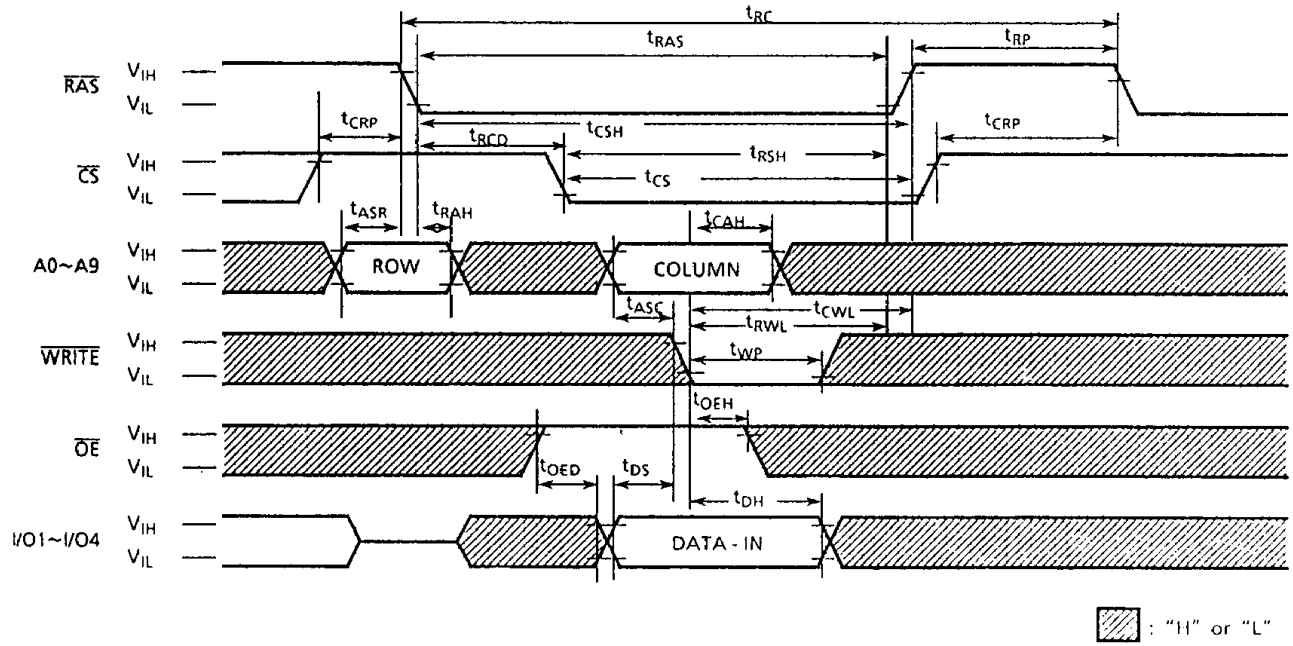 tRC
tRAS
tRP
RAS
VIH
VIL
tCRP
tRCD
tCSH
tCRP
CS
VIH
VIL
tRSH
tCS
tASR
tRAH
tCAH
A0~A9
VIH
VIL
ROW
COLUMN
tASC
tCWL
tRWL
WRITE
VIH
VIL
tWP
tOEH
OE
VIH
VIL
tOED
tDS
tDH
I/O1~I/O4
VIH
VIL
DATA - IN
: "H" or "L"